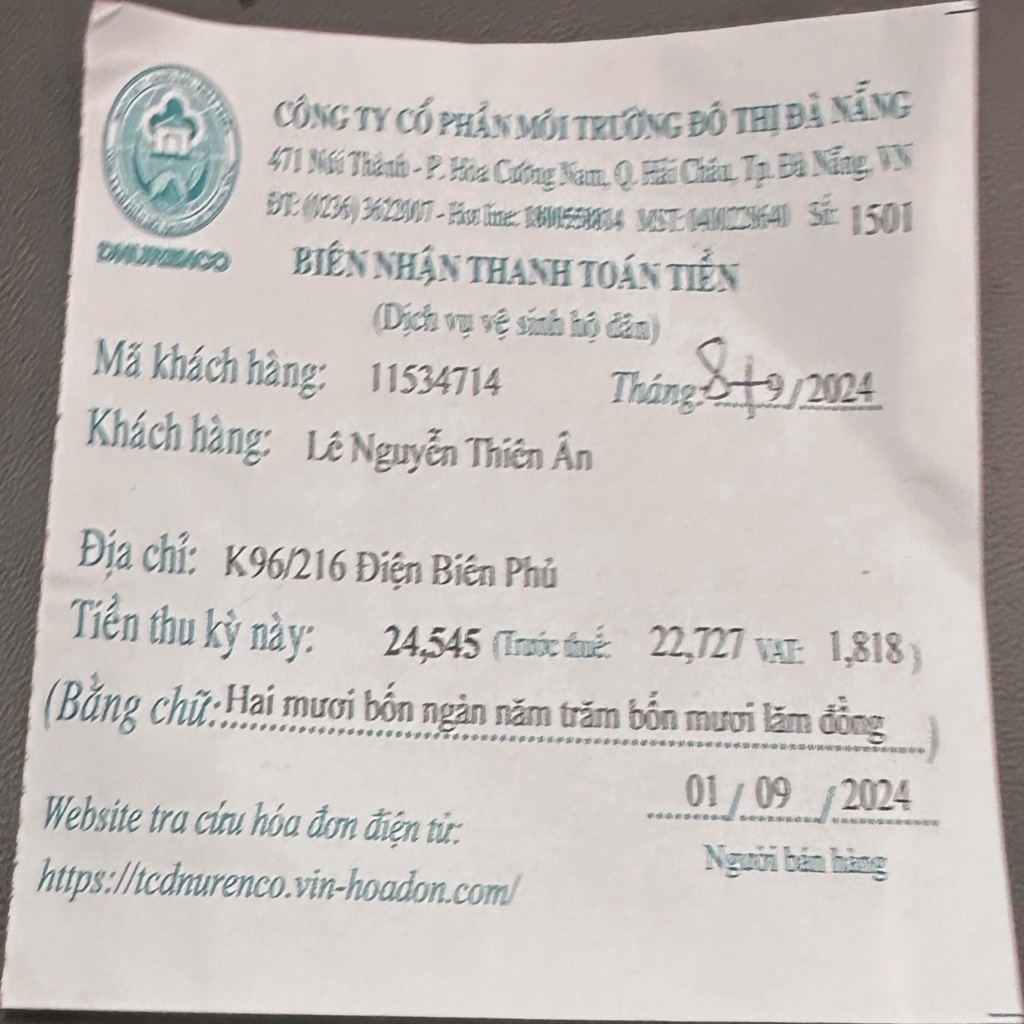 CÔNG TY CỔ PHẦN MÔI TRƯỜNG ĐÔ THỊ ĐÀ NẴNG
471 Núi Thành - P. Hòa Cường Nam, Q. Hải Châu, Tp. Đà Nẵng, VN
ĐT: (0236) 3622007 - Hot line: MST: Số: 1501
DNURENCO
BIÊN NHẬN THANH TOÁN TIỀN
(Dịch vụ vệ sinh hộ dân)
Mã khách hàng: 11534714 Tháng: 8+9/2024
Khách hàng: Lê Nguyễn Thiên Ân
Địa chỉ: K96/216 Điện Biên Phủ
Tiền thu kỳ này: 24,545 (Trước thuế: 22,727 VAT: 1,818)
(Bằng chữ: Hai mươi bốn ngàn năm trăm bốn mươi lăm đồng)
01 / 09 / 2024
Website tra cứu hóa đơn điện tử:
Người bán hàng
https://tcdnurenco.vin-hoadon.com/